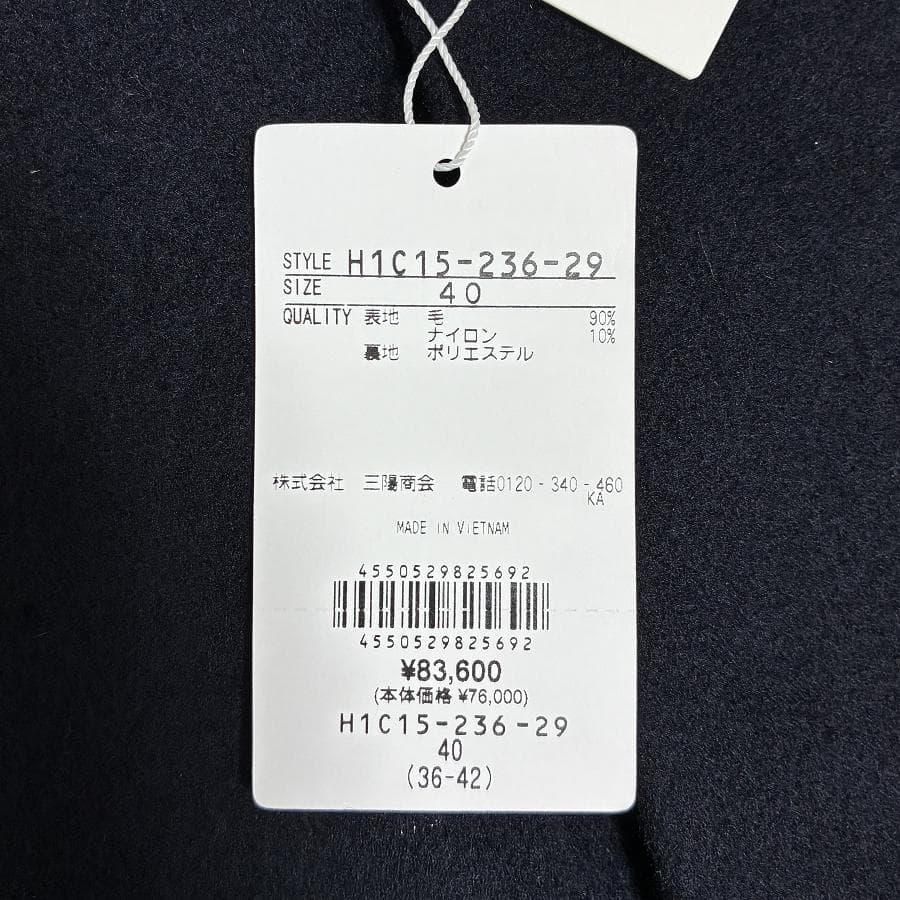 STYLE H1C15-236-29
SIZE 40
QUALITY 表地 毛 90%
ナイロン 10%
裏地 ポリエステル
株式会社 三陽商会 電話0120-340-460
KA
MADE IN VIETNAM
4550529825692
4550529825692
¥83,600
(本体価格 ¥76,000)
H1C15-236-29
40
(36-42)